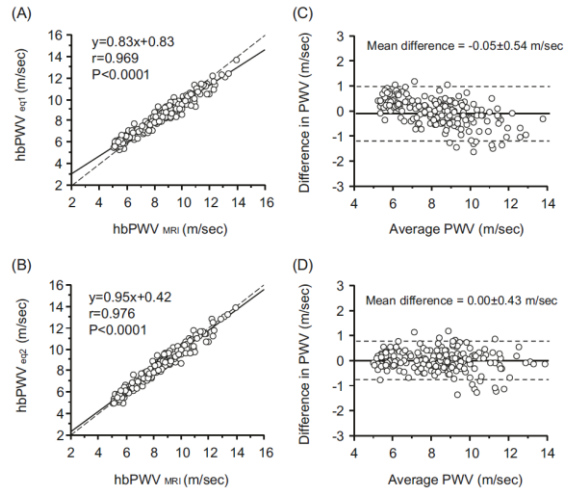 (A)
y=0.83x+0.83
r=0.969
P<0.0001
hbPWV eq1 (m/sec)
16
14
12
10
8
6
4
2
2 4 6 8 10 12 14 16
hbPWV MRI (m/sec)
(C)
Mean difference = -0.05±0.54 m/sec
Difference in PWV (m/sec)
3
2
1
0
-1
-2
-3
4 6 8 10 12 14
Average PWV (m/sec)
(B)
y=0.95x+0.42
r=0.976
P<0.0001
hbPWV eq2 (m/sec)
16
14
12
10
8
6
4
2
2 4 6 8 10 12 14 16
hbPWV MRI (m/sec)
(D)
Mean difference = 0.00±0.43 m/sec
Difference in PWV (m/sec)
3
2
1
0
-1
-2
-3
4 6 8 10 12 14
Average PWV (m/sec)